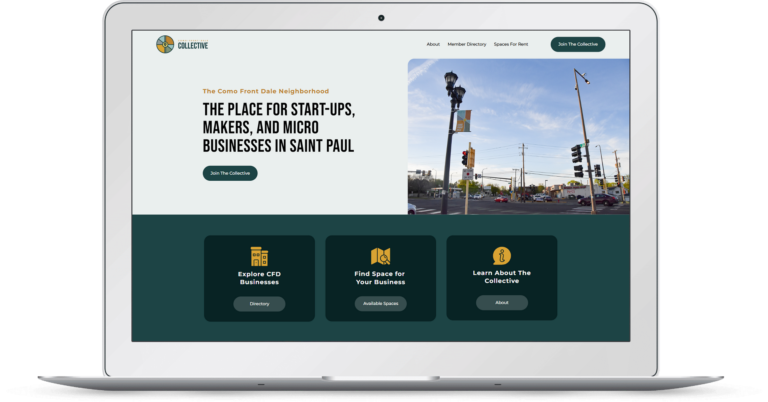 COLLECTIVE
About Member Directory Spaces For Rent Join The Collective
The Como Front Dale Neighborhood
THE PLACE FOR START-UPS,
MAKERS, AND MICRO
BUSINESSES IN SAINT PAUL
Join The Collective
Explore CFD
Businesses
Directory
Find Space for
Your Business
Available Spaces
Learn About The
Collective
About